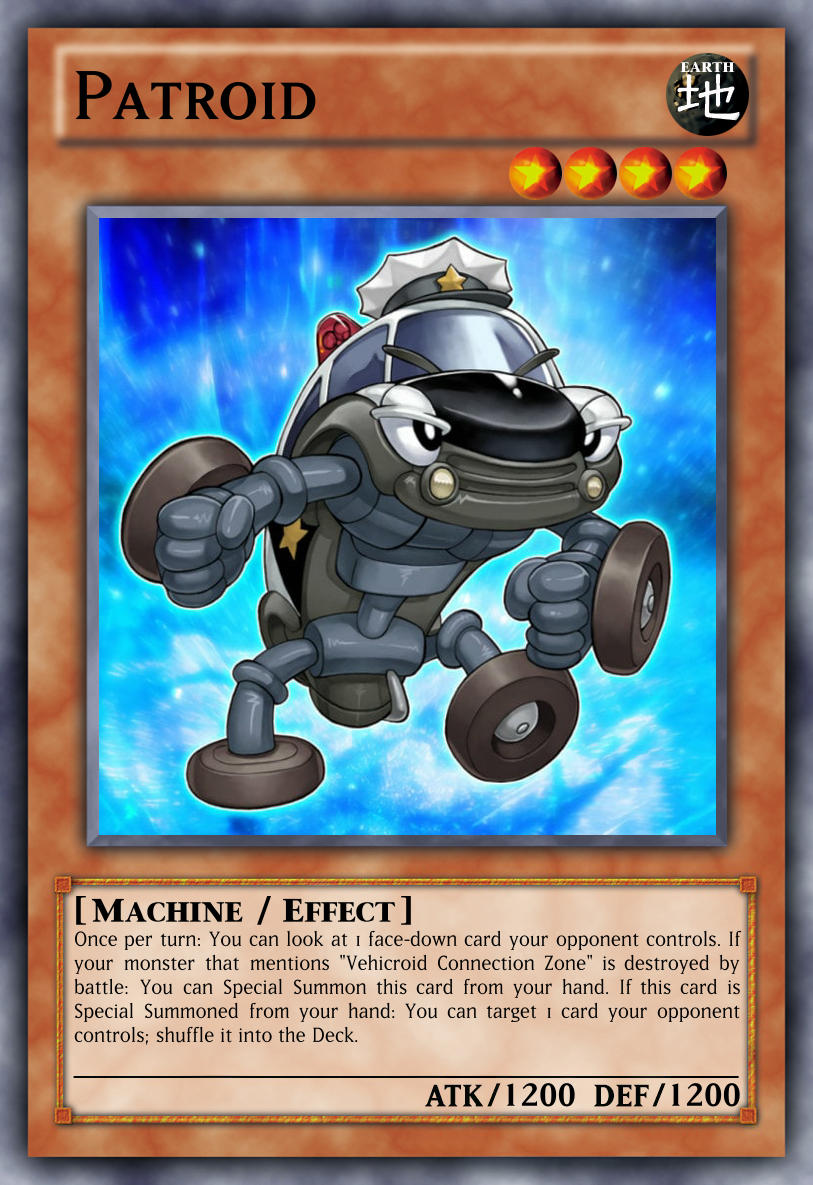 Patroid
EARTH
地
[ Machine / Effect ]
Once per turn: You can look at 1 face-down card your opponent controls. If
your monster that mentions "Vehicroid Connection Zone" is destroyed by
battle: You can Special Summon this card from your hand. If this card is
Special Summoned from your hand: You can target 1 card your opponent
controls; shuffle it into the Deck.
ATK/1200 DEF/1200